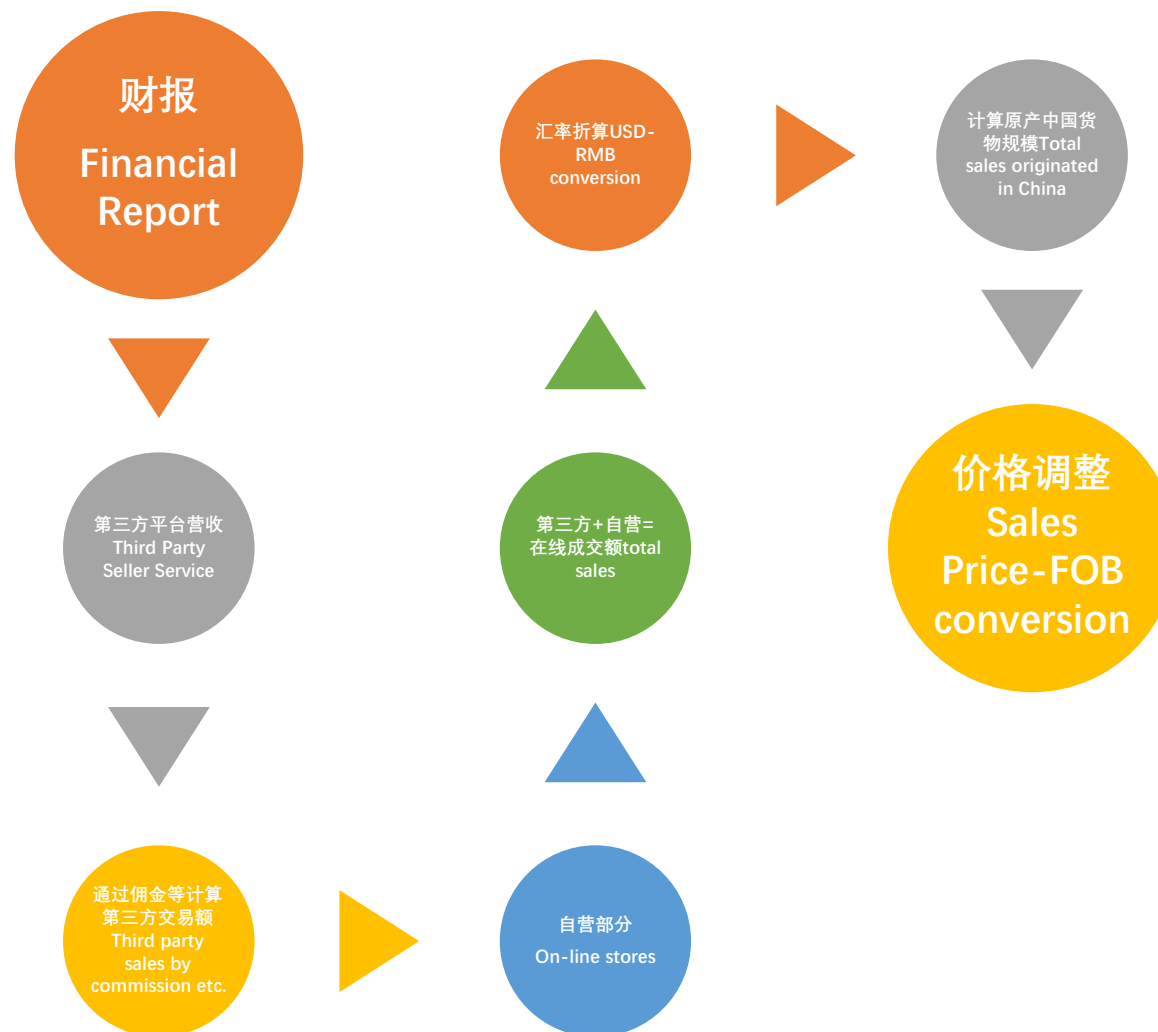 财报
Financial
Report
第三方平台营收
Third Party
Seller Service
通过佣金等计算
第三方交易额
Third party
sales by
commission etc.
自营部分
On-line stores
第三方+自营=
在线成交额total
sales
汇率折算USD-
RMB
conversion
计算原产中国货
物规模Total
sales originated
in China
价格调整
Sales
Price-FOB
conversion